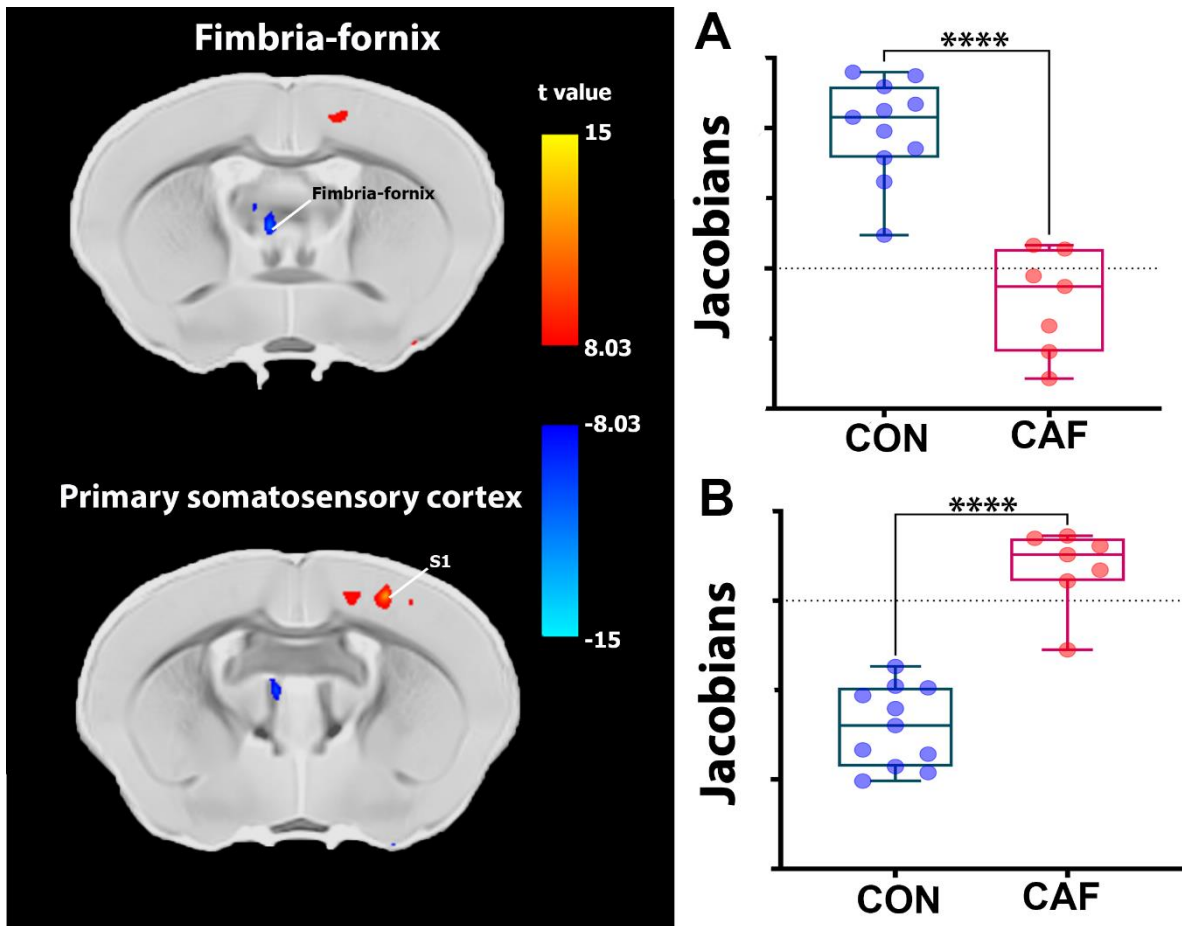 Fimbria-fornix
t value
15
Fimbria-fornix
8.03
-8.03
Primary somatosensory cortex
S1
-15
A
****
Jacobians
CON
CAF
B
****
Jacobians
CON
CAF